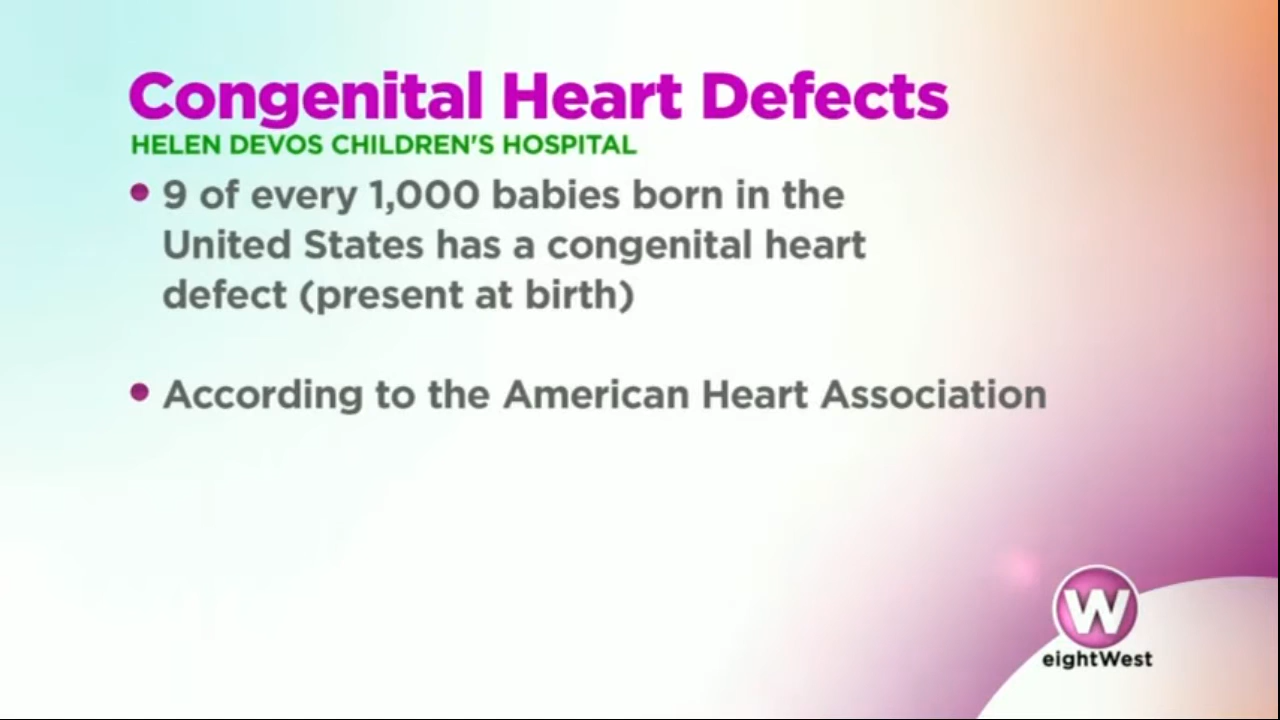 Congenital Heart Defects
HELEN DEVOS CHILDREN'S HOSPITAL
• 9 of every 1,000 babies born in the
United States has a congenital heart
defect (present at birth)
• According to the American Heart Association
W
eightWest